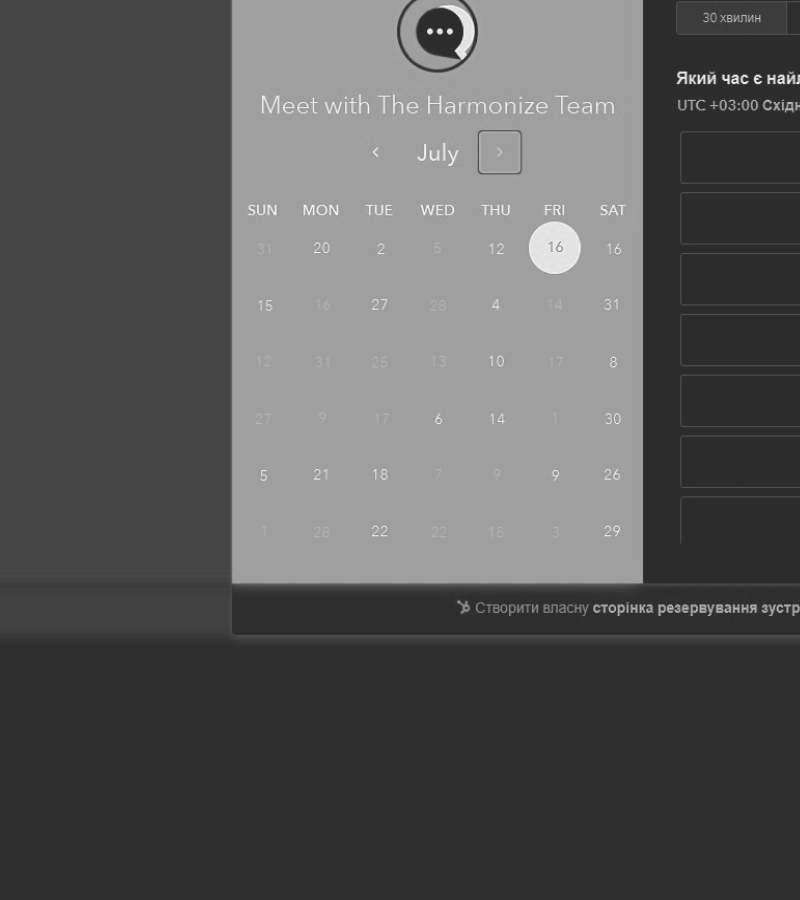 30 хвилин
Meet with The Harmonize Team
Який час є найл
UTC +03:00 Східн
July
SUN MON TUE WED THU FRI SAT
31 20 2 5 12 16 16
15 16 27 28 4 14 31
12 31 25 13 10 17 8
27 9 17 6 14 1 30
5 21 18 7 9 9 26
1 28 22 22 18 3 29
Створити власну сторінка резервування зустр